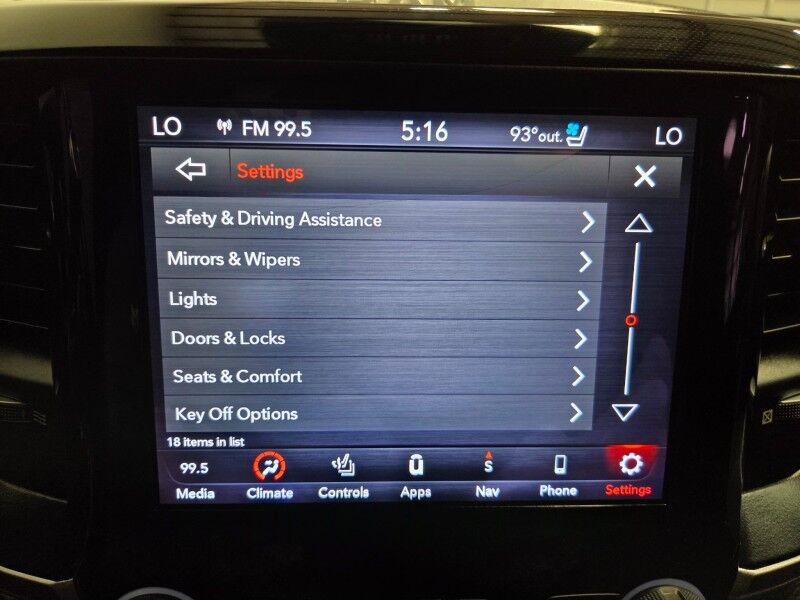 LO FM 99.5 5:16 93° out. LO
Settings X
Safety & Driving Assistance
Mirrors & Wipers
Lights
Doors & Locks
Seats & Comfort
Key Off Options
18 items in list
99.5 S
Media Climate Controls Apps Nav Phone Settings